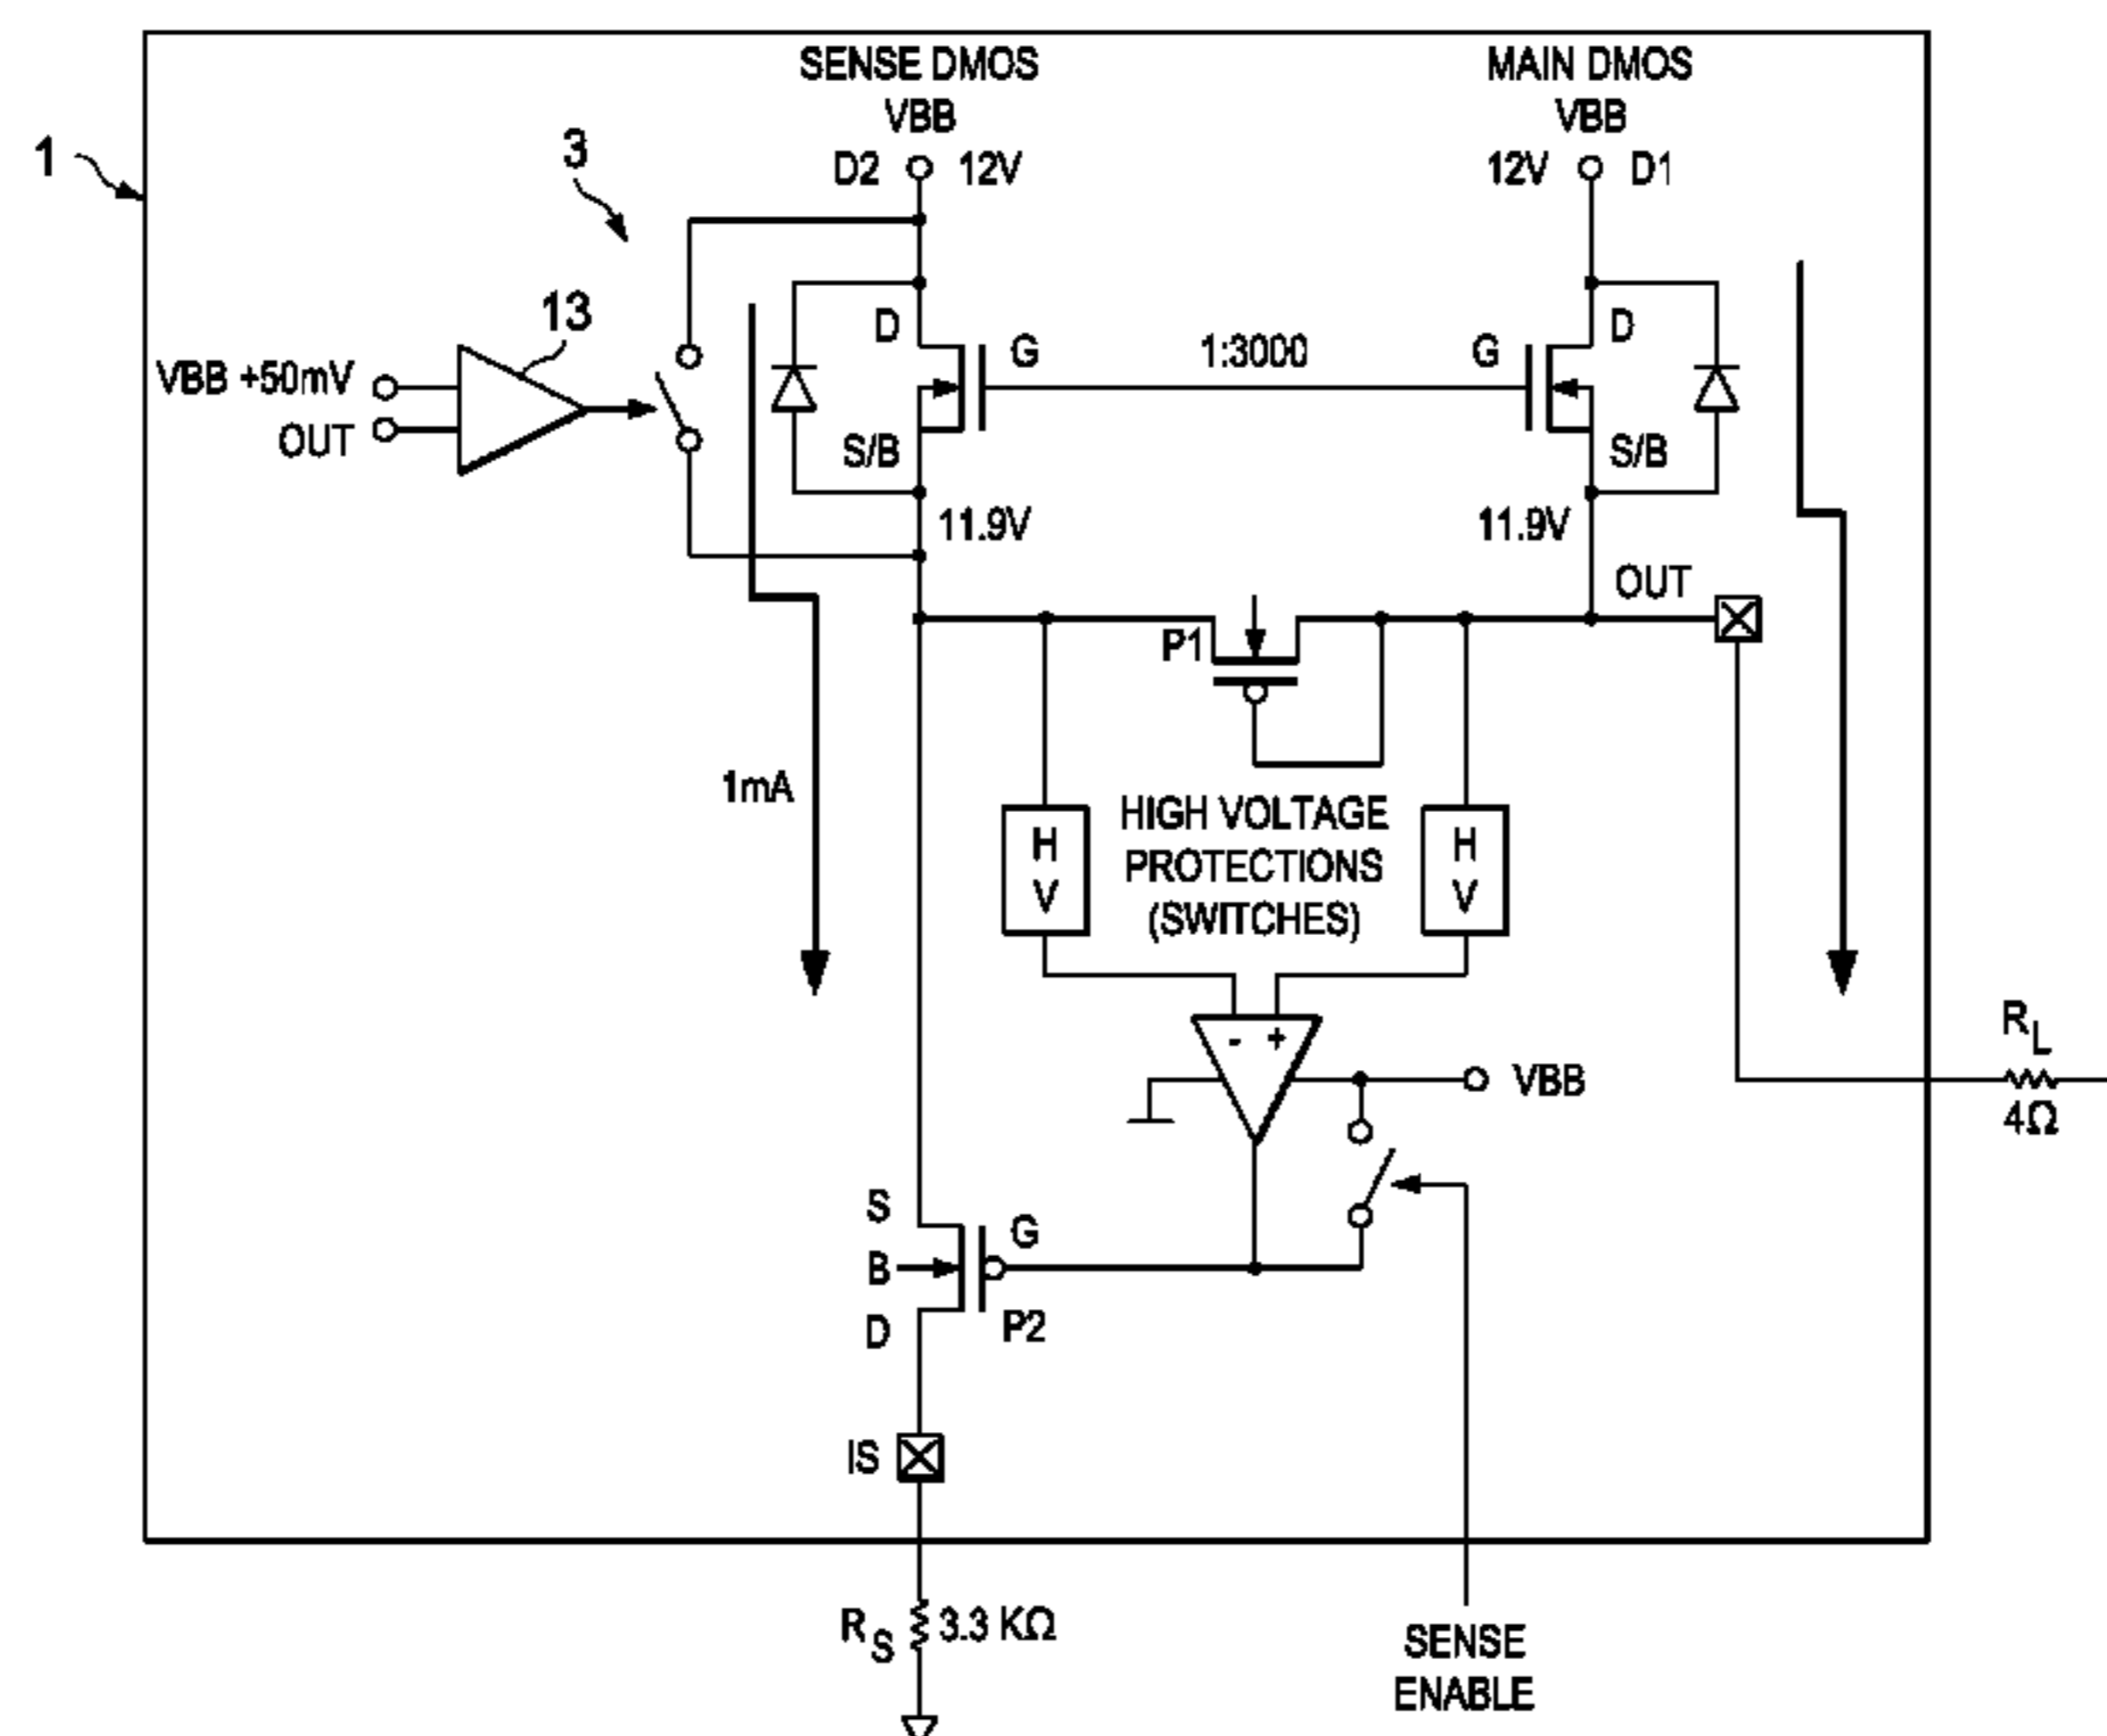 SENSE DMOS
VBB
D2 12V
MAIN DMOS
VBB
12V D1
1
3
13
VBB +50mV
OUT
D
G
1:3000
G
D
S/B
S/B
11.9V
11.9V
OUT
P1
1mA
H
V
HIGH VOLTAGE
PROTECTIONS
(SWITCHES)
H
V
- +
VBB
RL
4Ω
S
G
B
D
P2
IS
RS 3.3 KΩ
SENSE
ENABLE